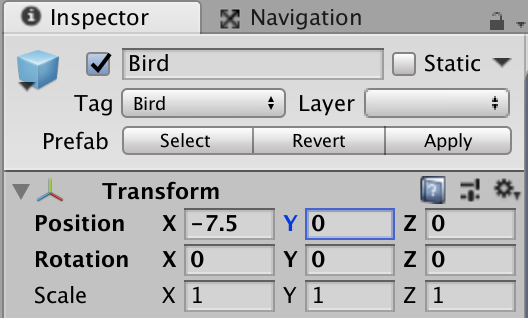 Inspector Navigation
Bird Static
Tag Bird Layer
Prefab Select Revert Apply
Transform
Position X -7.5 Y 0 Z 0
Rotation X 0 Y 0 Z 0
Scale X 1 Y 1 Z 1